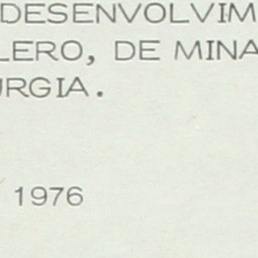 DESENVOLVIM
LERO, DE MINA
URGIA.
1976